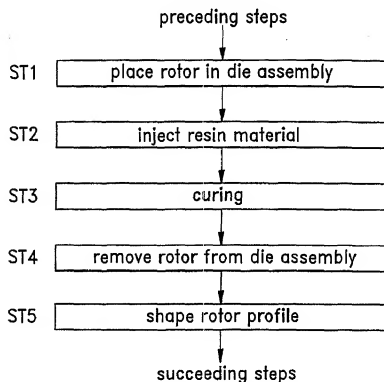 preceding steps
ST1 place rotor in die assembly
ST2 inject resin material
ST3 curing
ST4 remove rotor from die assembly
ST5 shape rotor profile
succeeding steps